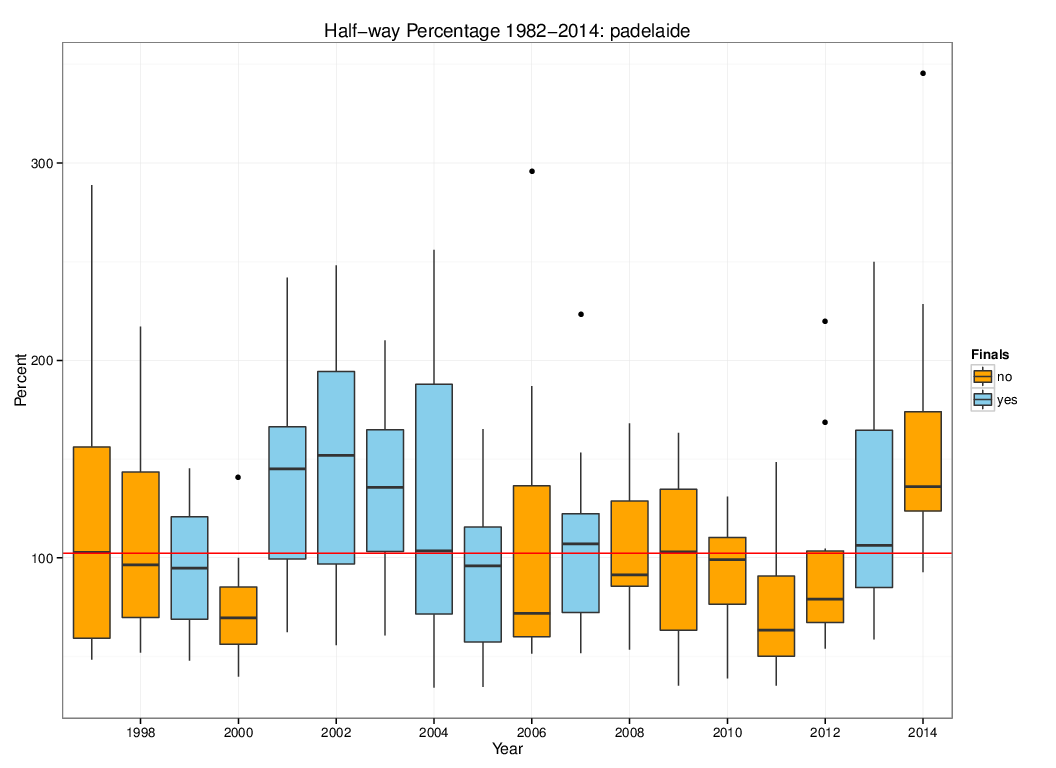 Half−way Percentage 1982−2014: padelaide
300
200
100
Percent
1998 2000 2002 2004 2006 2008 2010 2012 2014
Year
Finals
no
yes